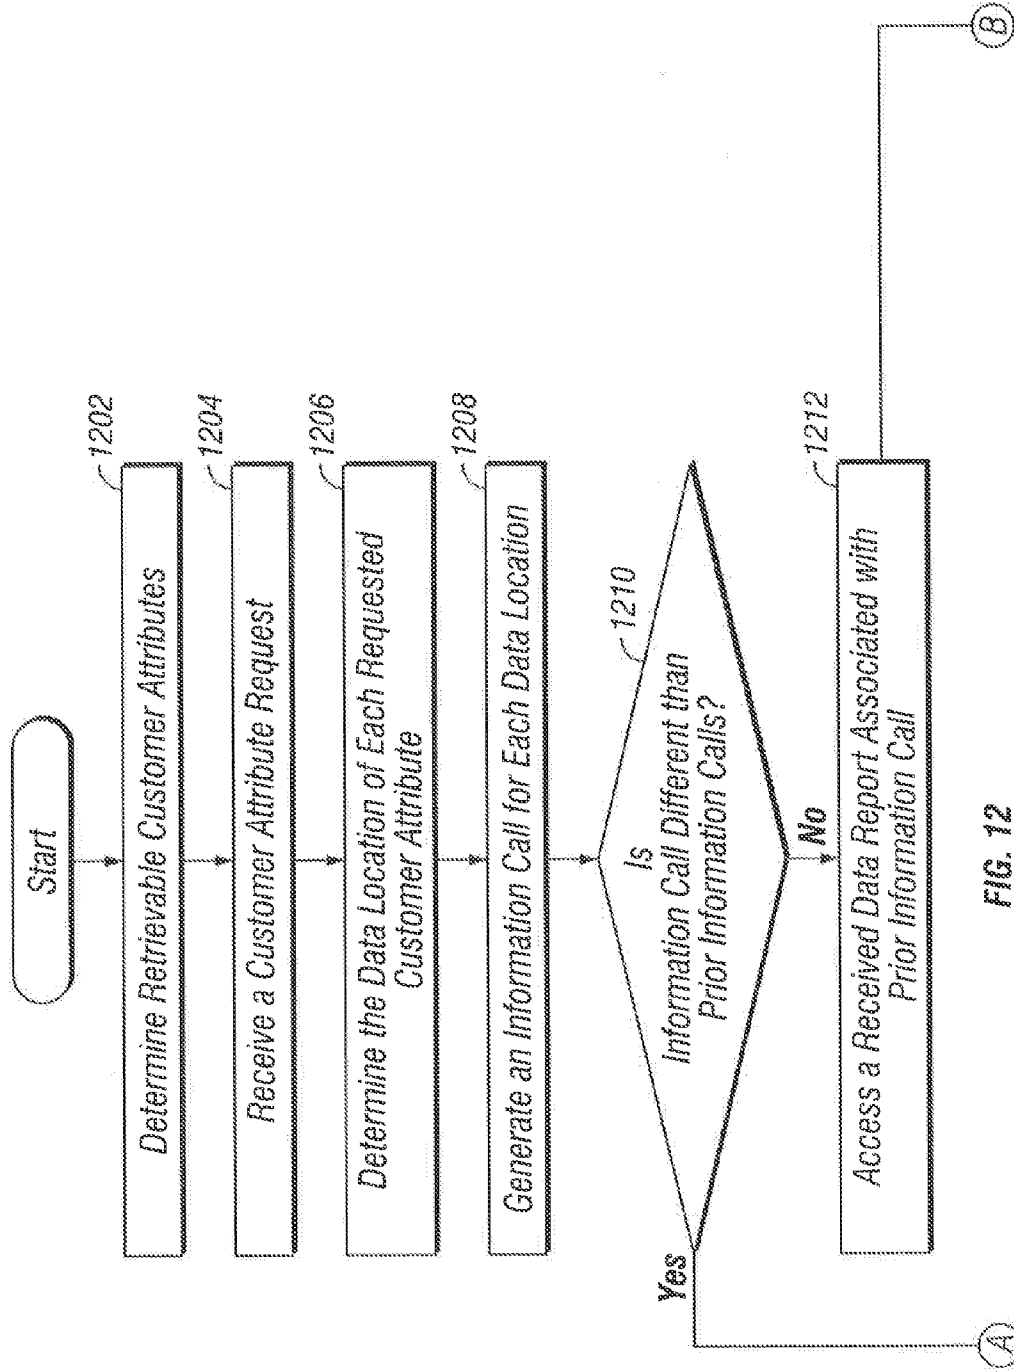 Start
1202
Determine Retrievable Customer Attributes
1204
Receive a Customer Attribute Request
1206
Determine the Data Location of Each Requested
Customer Attribute
1208
Generate an Information Call for Each Data Location
1210
Is
Information Call Different than
Prior Information Calls?
Yes
No
1212
Access a Received Data Report Associated with
Prior Information Call
A
B
FIG. 12